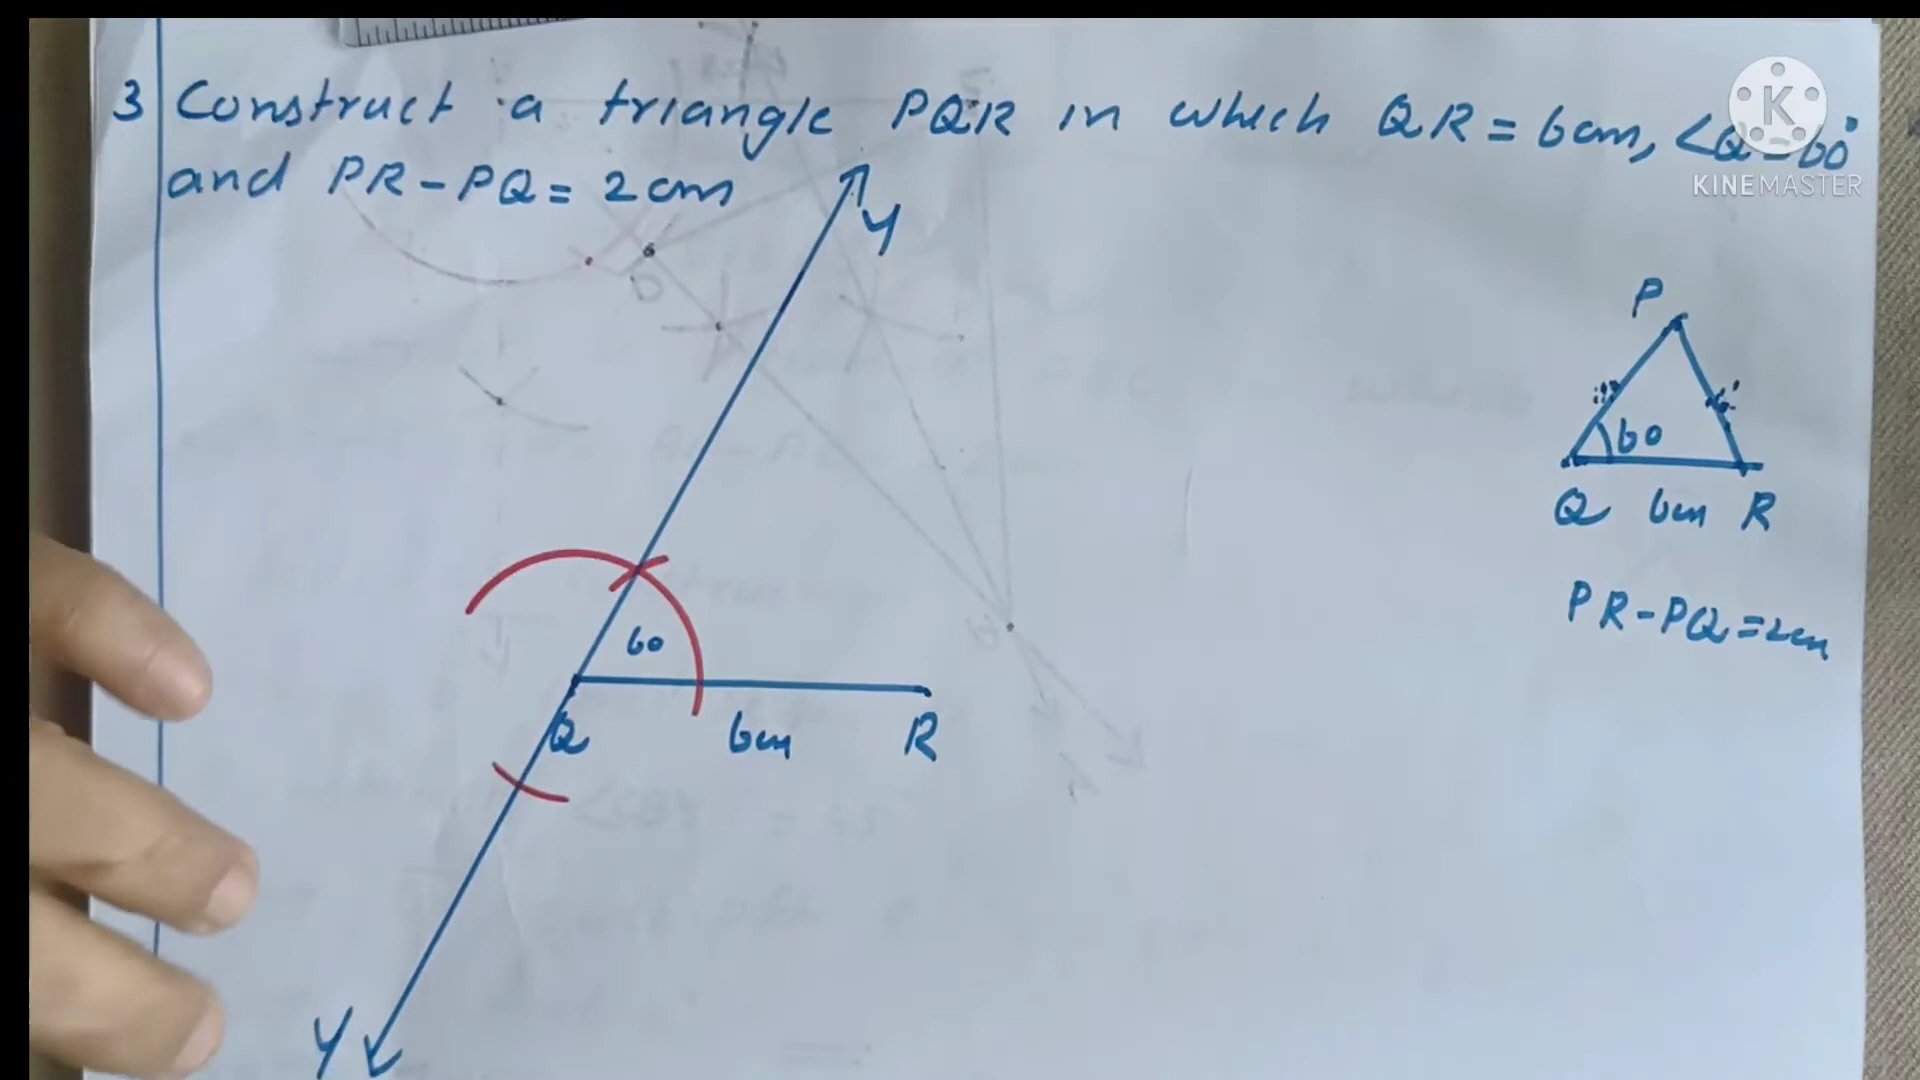 3 Construct a triangle PQR in which QR = 6cm, ∠Q = 60°
and PR - PQ = 2cm
K
KINEMASTER
Y
P
60
Q 6cm R
PR - PQ = 2cm
60
Q 6cm R
Y